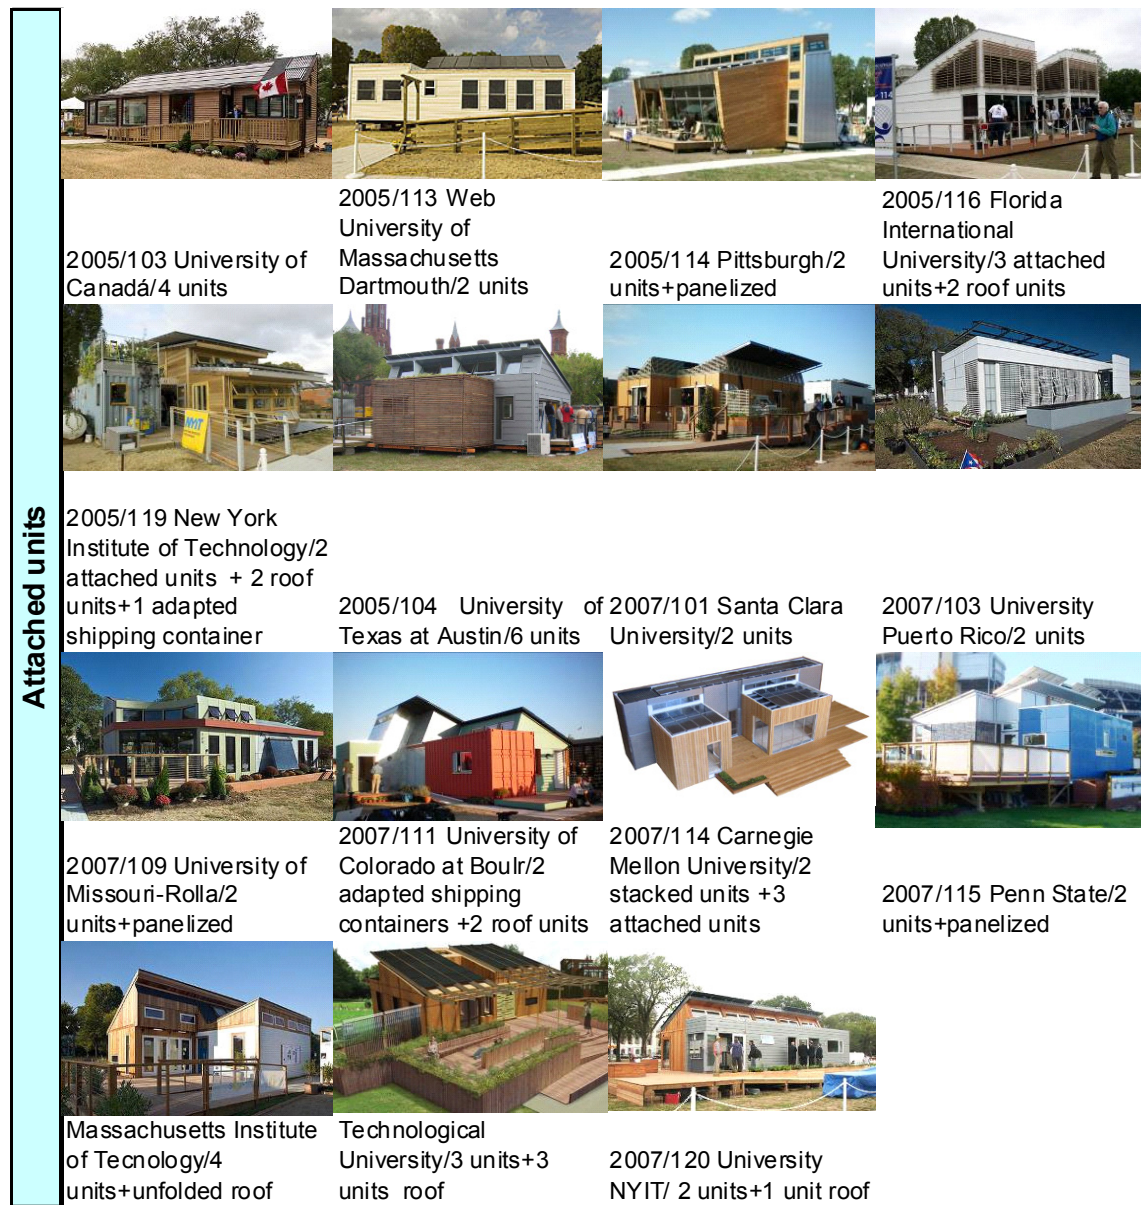 Attached units
2005/103 University of
Canadá/4 units
2005/113 Web
University of
Massachusetts
Dartmouth/2 units
2005/114 Pittsburgh/2
units+panelized
2005/116 Florida
International
University/3 attached
units+2 roof units
114
NYIT
2005/119 New York
Institute of Technology/2
attached units + 2 roof
units+1 adapted
shipping container
2005/104 University of
Texas at Austin/6 units
2007/101 Santa Clara
University/2 units
2007/103 University
Puerto Rico/2 units
2007/109 University of
Missouri-Rolla/2
units+panelized
2007/111 University of
Colorado at Boulr/2
adapted shipping
containers +2 roof units
2007/114 Carnegie
Mellon University/2
stacked units +3
attached units
2007/115 Penn State/2
units+panelized
Massachusetts Institute
of Tecnology/4
units+unfolded roof
Technological
University/3 units+3
units roof
2007/120 University
NYIT/ 2 units+1 unit roof